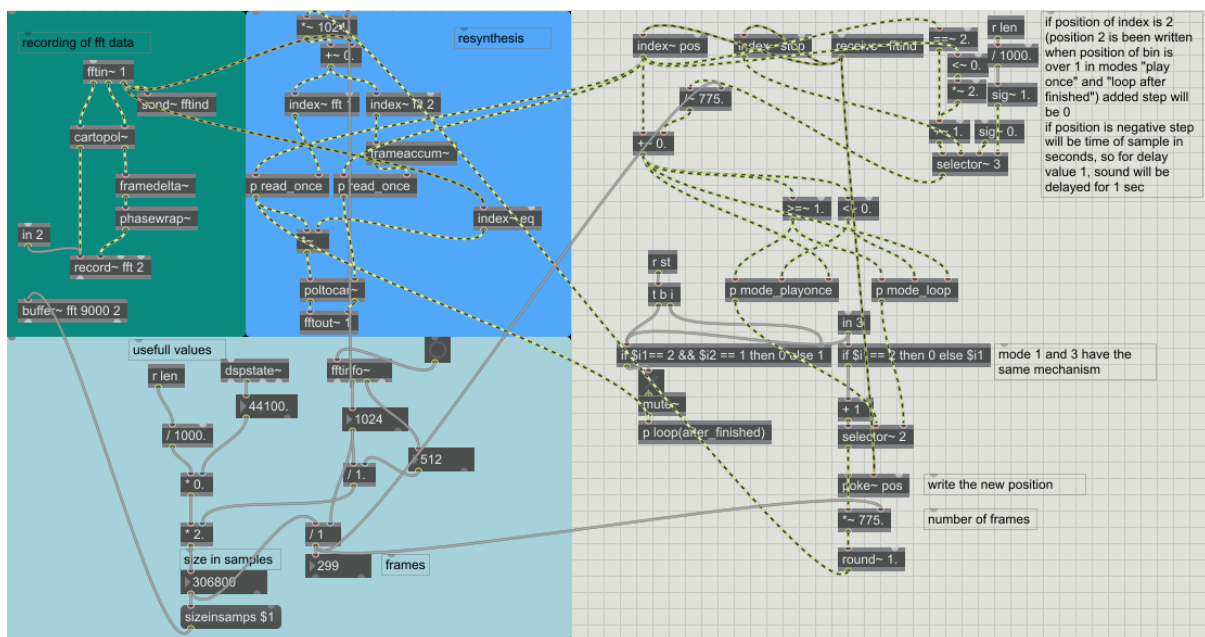 recording of fft data
fftin~ 1
send~ fftind
cartopol~
framedelta~
phasewrap~
in 2
record~ fft 2
buffer~ fft 9000 2
*~ 1024
resynthesis
+~ 0.
index~ fft 1
index~ fft 2
frameaccum~
p read_once
p read_once
index~ eq
*~
poltocar~
fftout~ 1
usefull values
r len
dspstate~
44100.
/ 1000.
* 0.
* 2.
size in samples
306800
sizeinsamps $1
fftinfo~
1024
512
/ 1.
/ 1
299
frames
index~ pos
index~ stop
receive~ fftind
==~ 2.
r len
<~ 0.
/ 1000.
*~ 2.
sig~ 1.
sig~ 0.
selector~ 3
/~ 775.
+~ 0.
>=~ 1.
<~ 0.
r st
t b i
p mode_playonce
p mode_loop
in 3
if $i1== 2 && $i2 == 1 then 0 else 1
if $i1 == 2 then 0 else $i1
mode 1 and 3 have the
same mechanism
mute~
+ 1
p loop(after_finished)
selector~ 2
poke~ pos
write the new position
*~ 775.
number of frames
round~ 1.
if position of index is 2
(position 2 is been written
when position of bin is
over 1 in modes "play
once" and "loop after
finished") added step will
be 0
if position is negative step
will be time of sample in
seconds, so for delay
value 1, sound will be
delayed for 1 sec